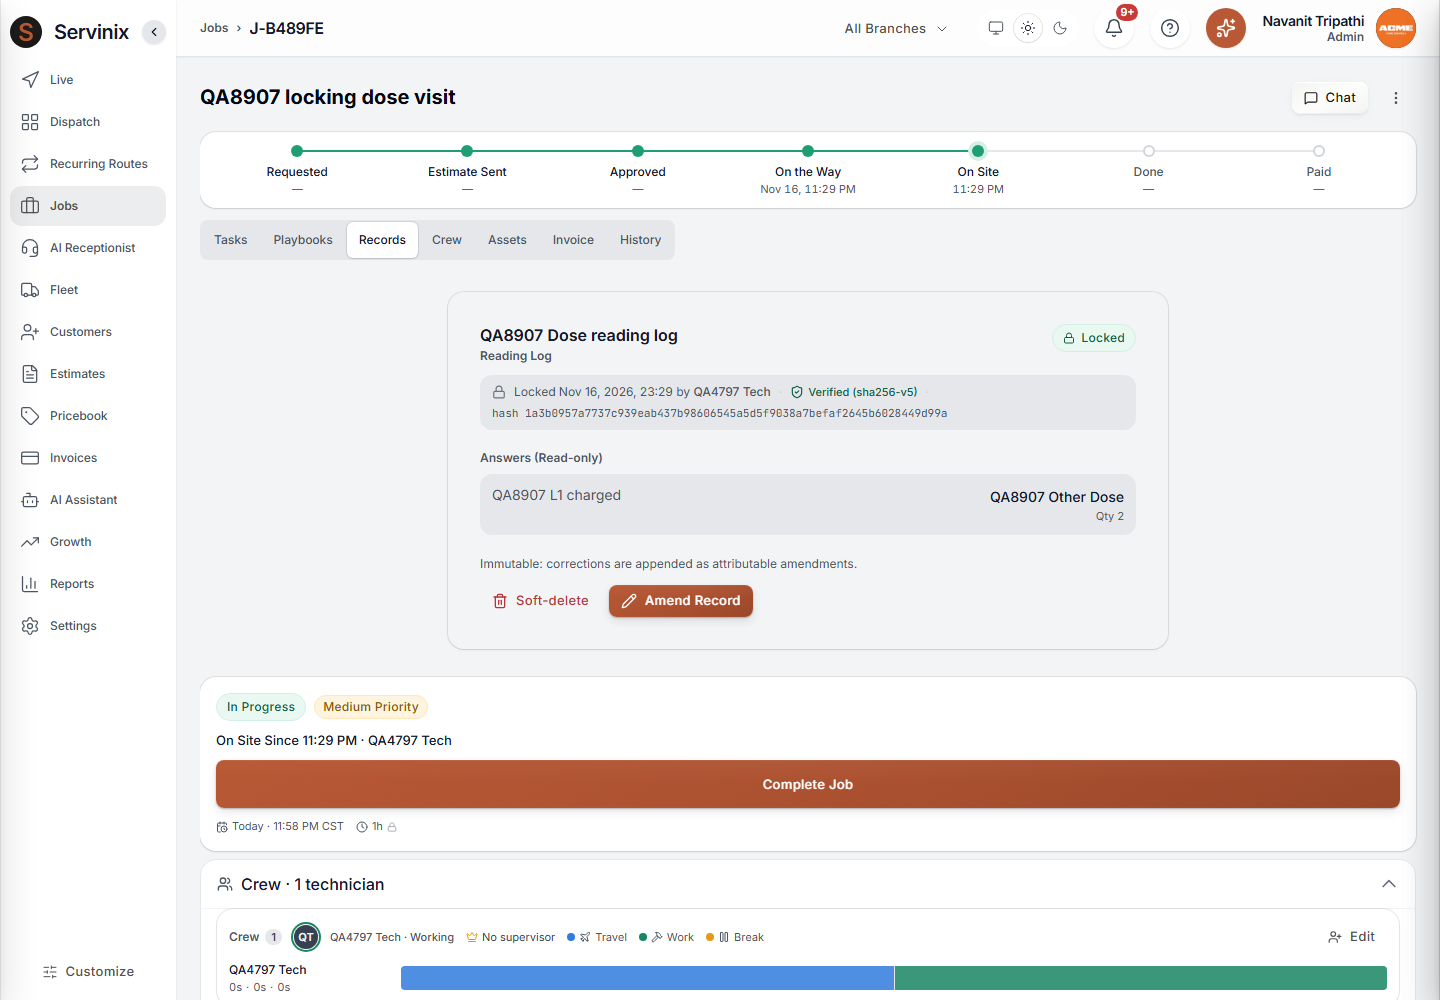 Servinix
Jobs › J-B489FE
All Branches
9+
Navanit Tripathi
Admin
ACME
Live
Dispatch
Recurring Routes
Jobs
AI Receptionist
Fleet
Customers
Estimates
Pricebook
Invoices
AI Assistant
Growth
Reports
Settings
Customize
QA8907 locking dose visit
Chat
Requested
—
Estimate Sent
—
Approved
—
On the Way
Nov 16, 11:29 PM
On Site
11:29 PM
Done
—
Paid
—
Tasks
Playbooks
Records
Crew
Assets
Invoice
History
QA8907 Dose reading log
Reading Log
Locked
Locked Nov 16, 2026, 23:29 by QA4797 Tech · Verified (sha256-v5) ·
hash 1a3b0957a7737c939eab437b98606545a5d5f9038a7befaf2645b6028449d99a
Answers (Read-only)
QA8907 L1 charged
QA8907 Other Dose
Qty 2
Immutable: corrections are appended as attributable amendments.
Soft-delete
Amend Record
In Progress
Medium Priority
On Site Since 11:29 PM · QA4797 Tech
Complete Job
Today · 11:58 PM CST
1h
Crew · 1 technician
Crew 1
QT
QA4797 Tech · Working
No supervisor
Travel
Work
Break
Edit
QA4797 Tech
0s · 0s · 0s